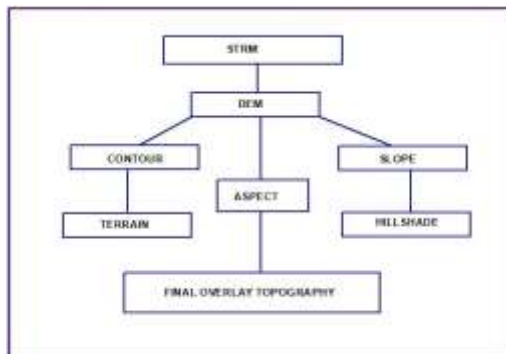 STRM
DEM
CONTOUR
SLOPE
ASPECT
TERRAIN
HILLSHADE
FINAL OVERLAY TOPOGRAPHY